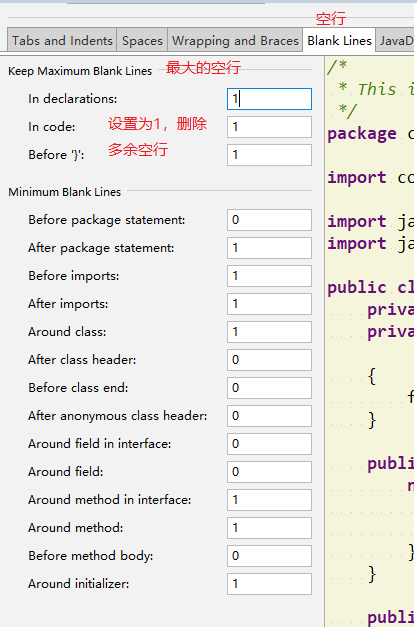 空行
Tabs and Indents Spaces Wrapping and Braces Blank Lines JavaD
Keep Maximum Blank Lines 最大的空行
In declarations: 1
In code: 设置为1，删除 1
Before '}': 多余空行 1
Minimum Blank Lines
Before package statement: 0
After package statement: 1
Before imports: 1
After imports: 1
Around class: 1
After class header: 0
Before class end: 0
After anonymous class header: 0
Around field in interface: 0
Around field: 0
Around method in interface: 1
Around method: 1
Before method body: 0
Around initializer: 1
/*
* This i
*/
package c
import co
import ja
import ja
public cl
priva
priva
{
f
}
publi
n
}
}
publi